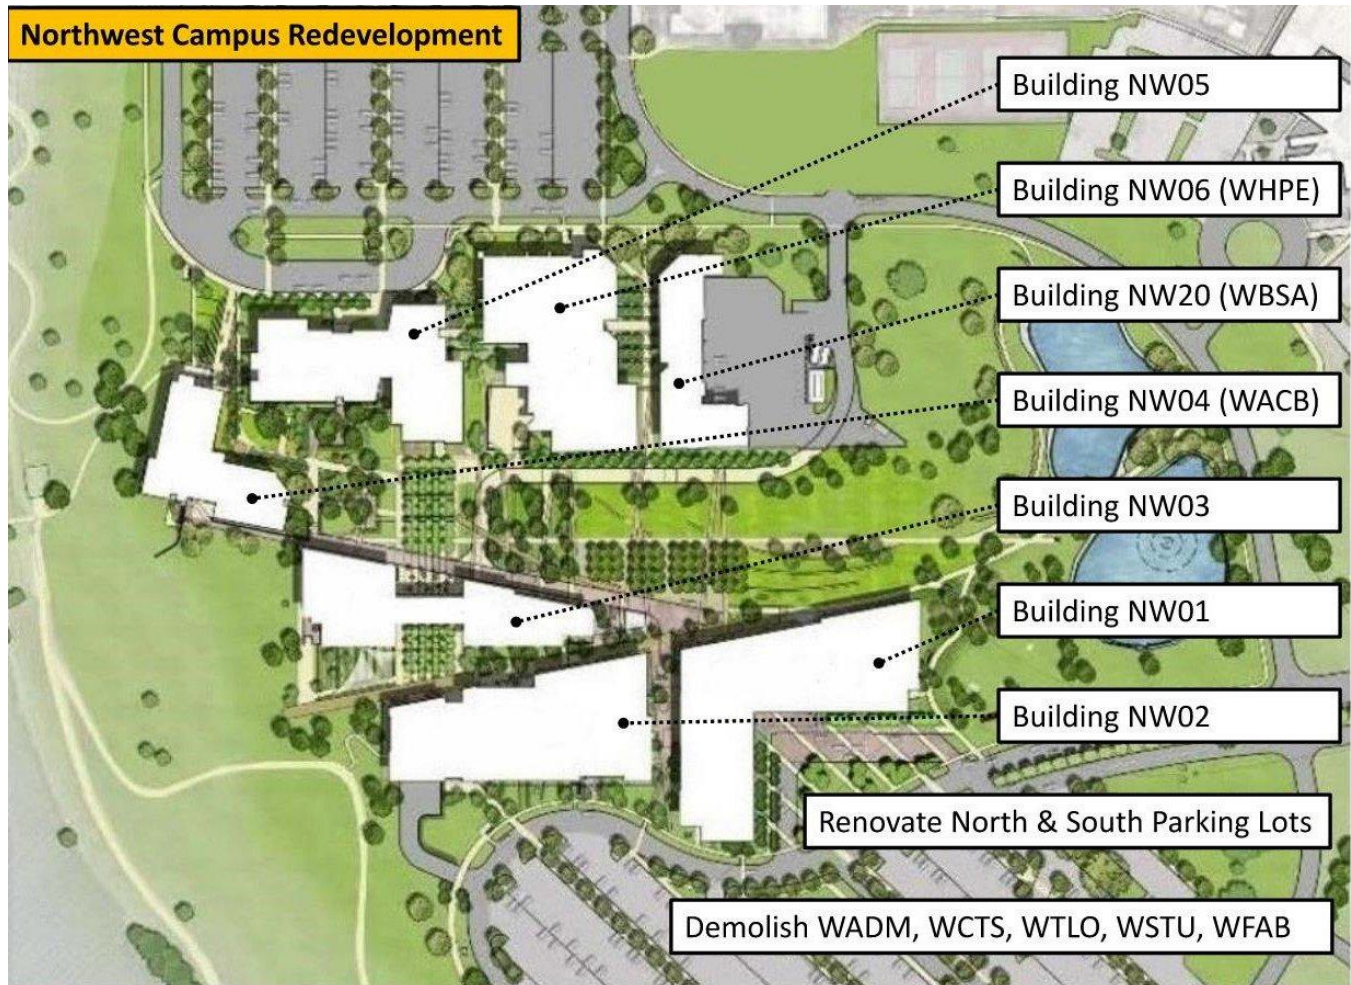 Northwest Campus Redevelopment
Building NW05
Building NW06 (WHPE)
Building NW20 (WBSA)
Building NW04 (WACB)
Building NW03
Building NW01
Building NW02
Renovate North & South Parking Lots
Demolish WADM, WCTS, WTLO, WSTU, WFAB